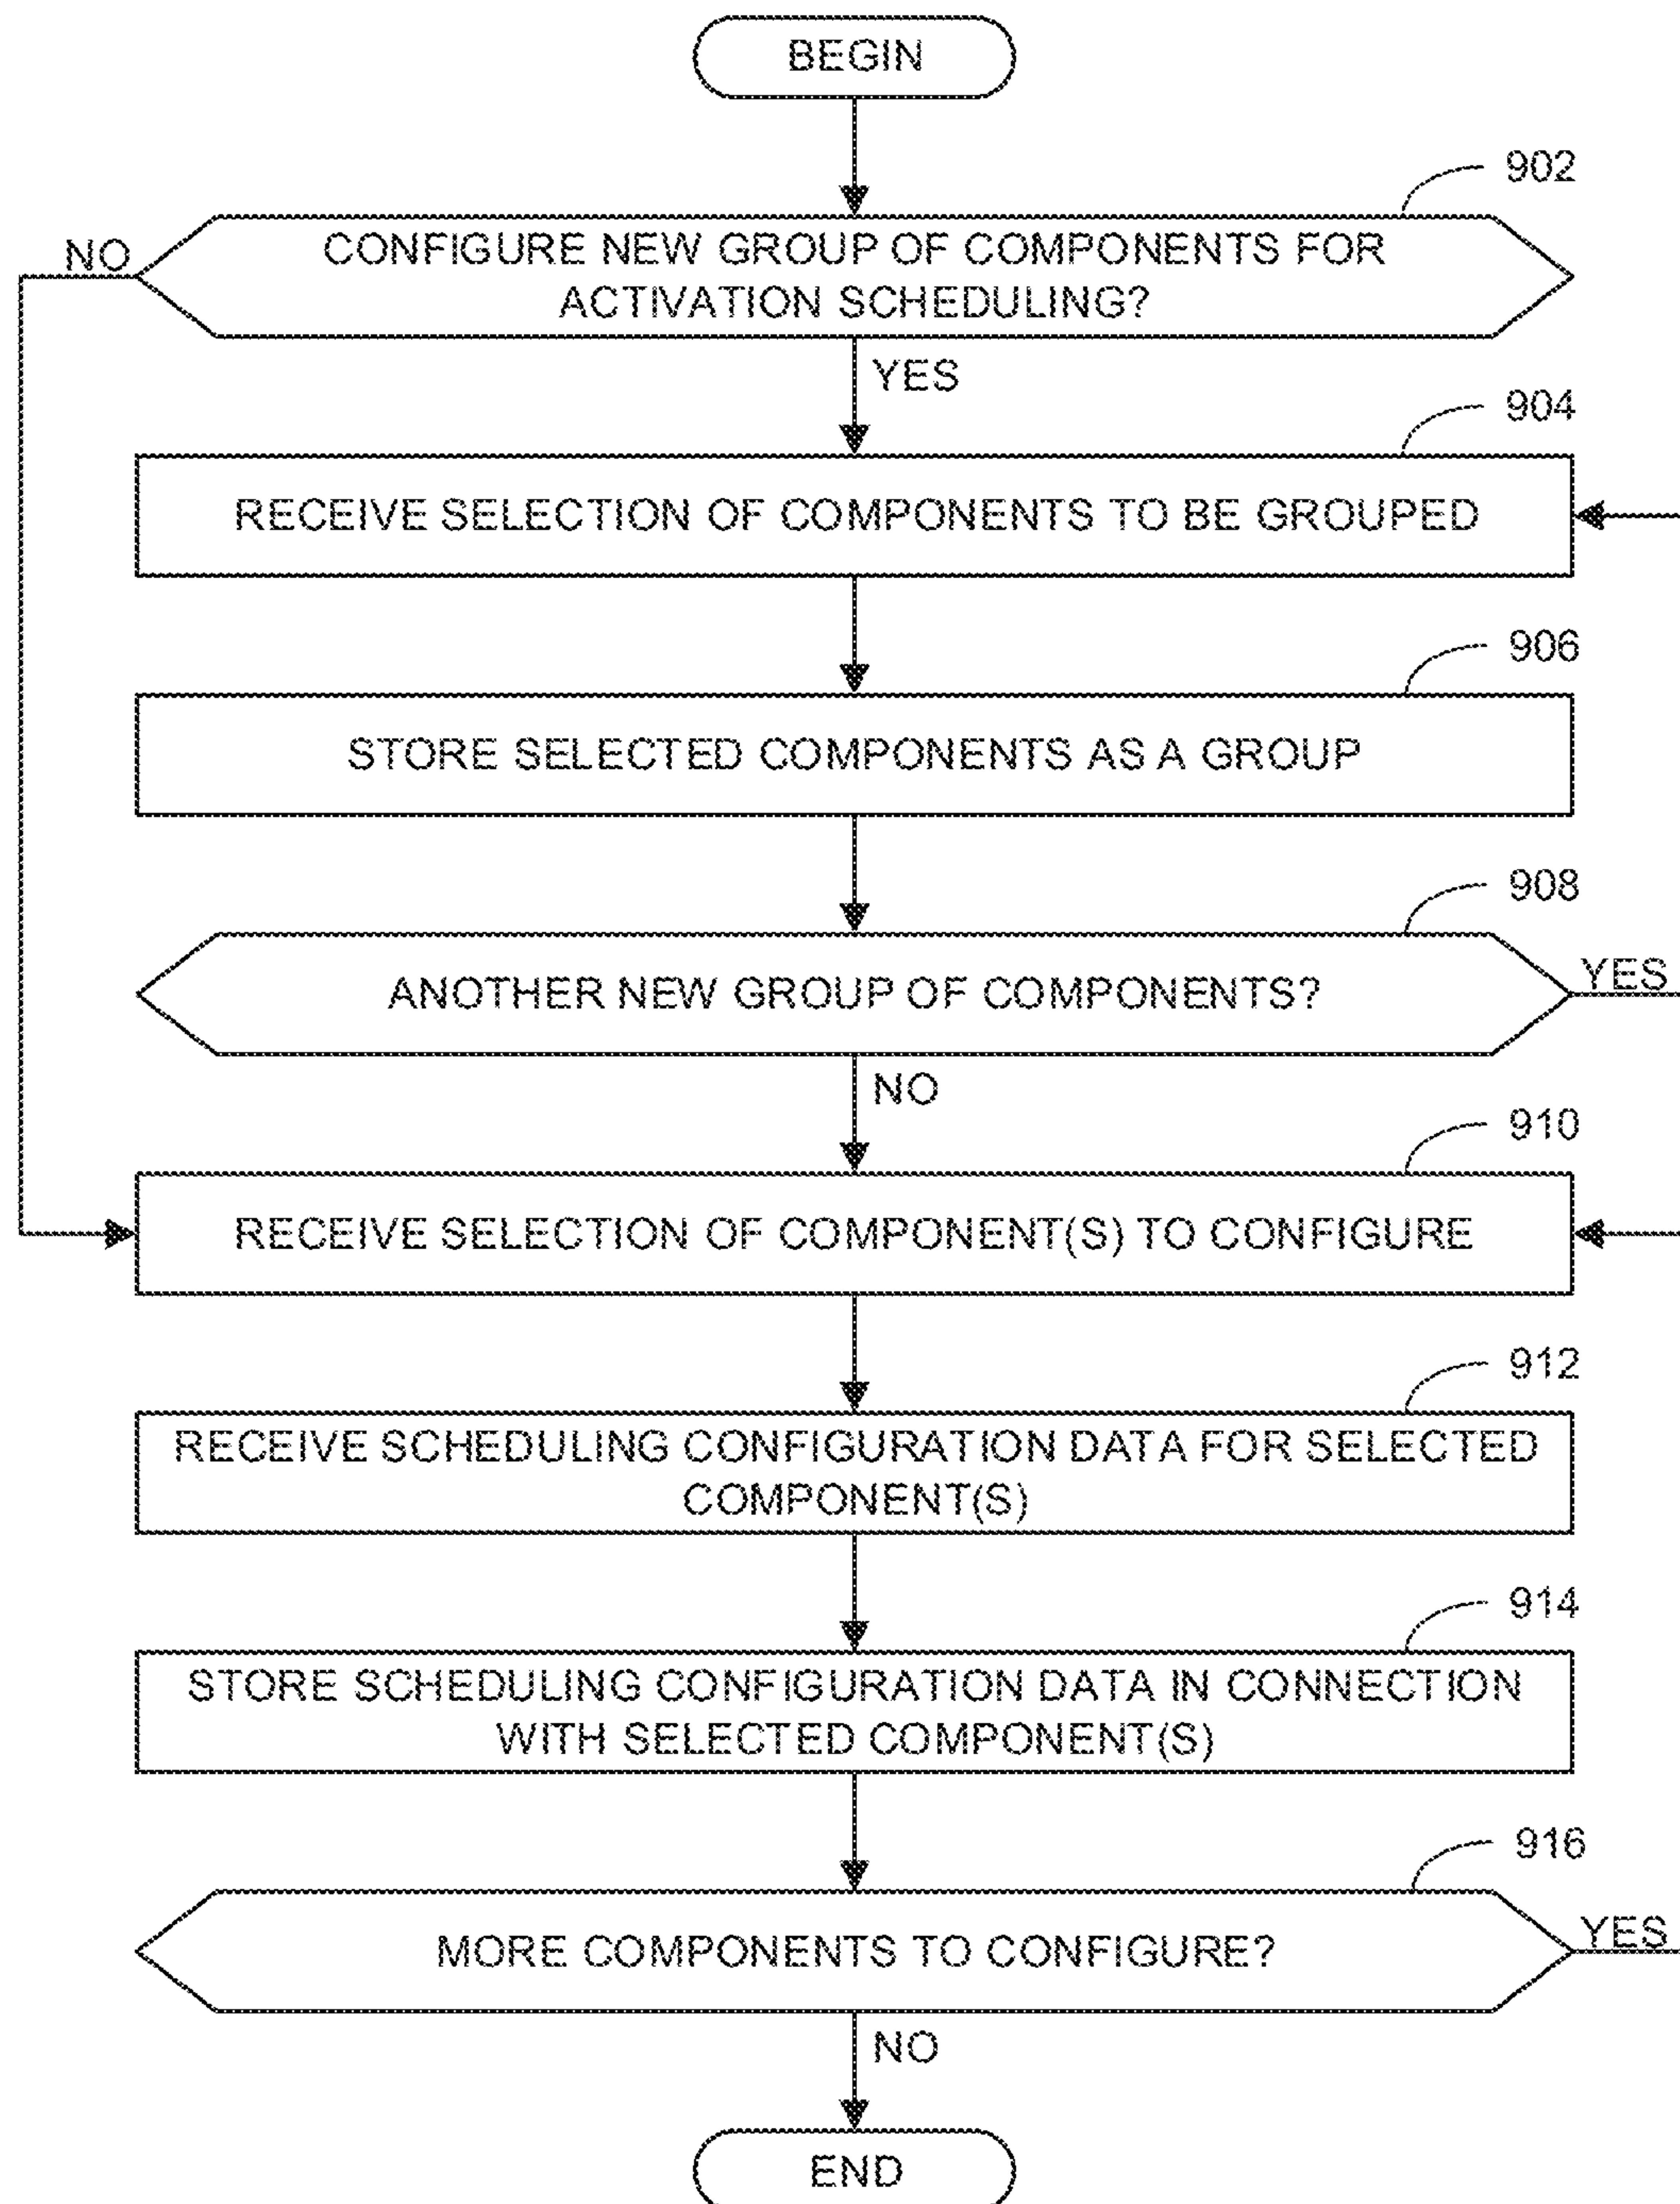 BEGIN
902
NO
CONFIGURE NEW GROUP OF COMPONENTS FOR
ACTIVATION SCHEDULING?
YES
904
RECEIVE SELECTION OF COMPONENTS TO BE GROUPED
906
STORE SELECTED COMPONENTS AS A GROUP
908
ANOTHER NEW GROUP OF COMPONENTS?
YES
NO
910
RECEIVE SELECTION OF COMPONENT(S) TO CONFIGURE
912
RECEIVE SCHEDULING CONFIGURATION DATA FOR SELECTED
COMPONENT(S)
914
STORE SCHEDULING CONFIGURATION DATA IN CONNECTION
WITH SELECTED COMPONENT(S)
916
MORE COMPONENTS TO CONFIGURE?
YES
NO
END